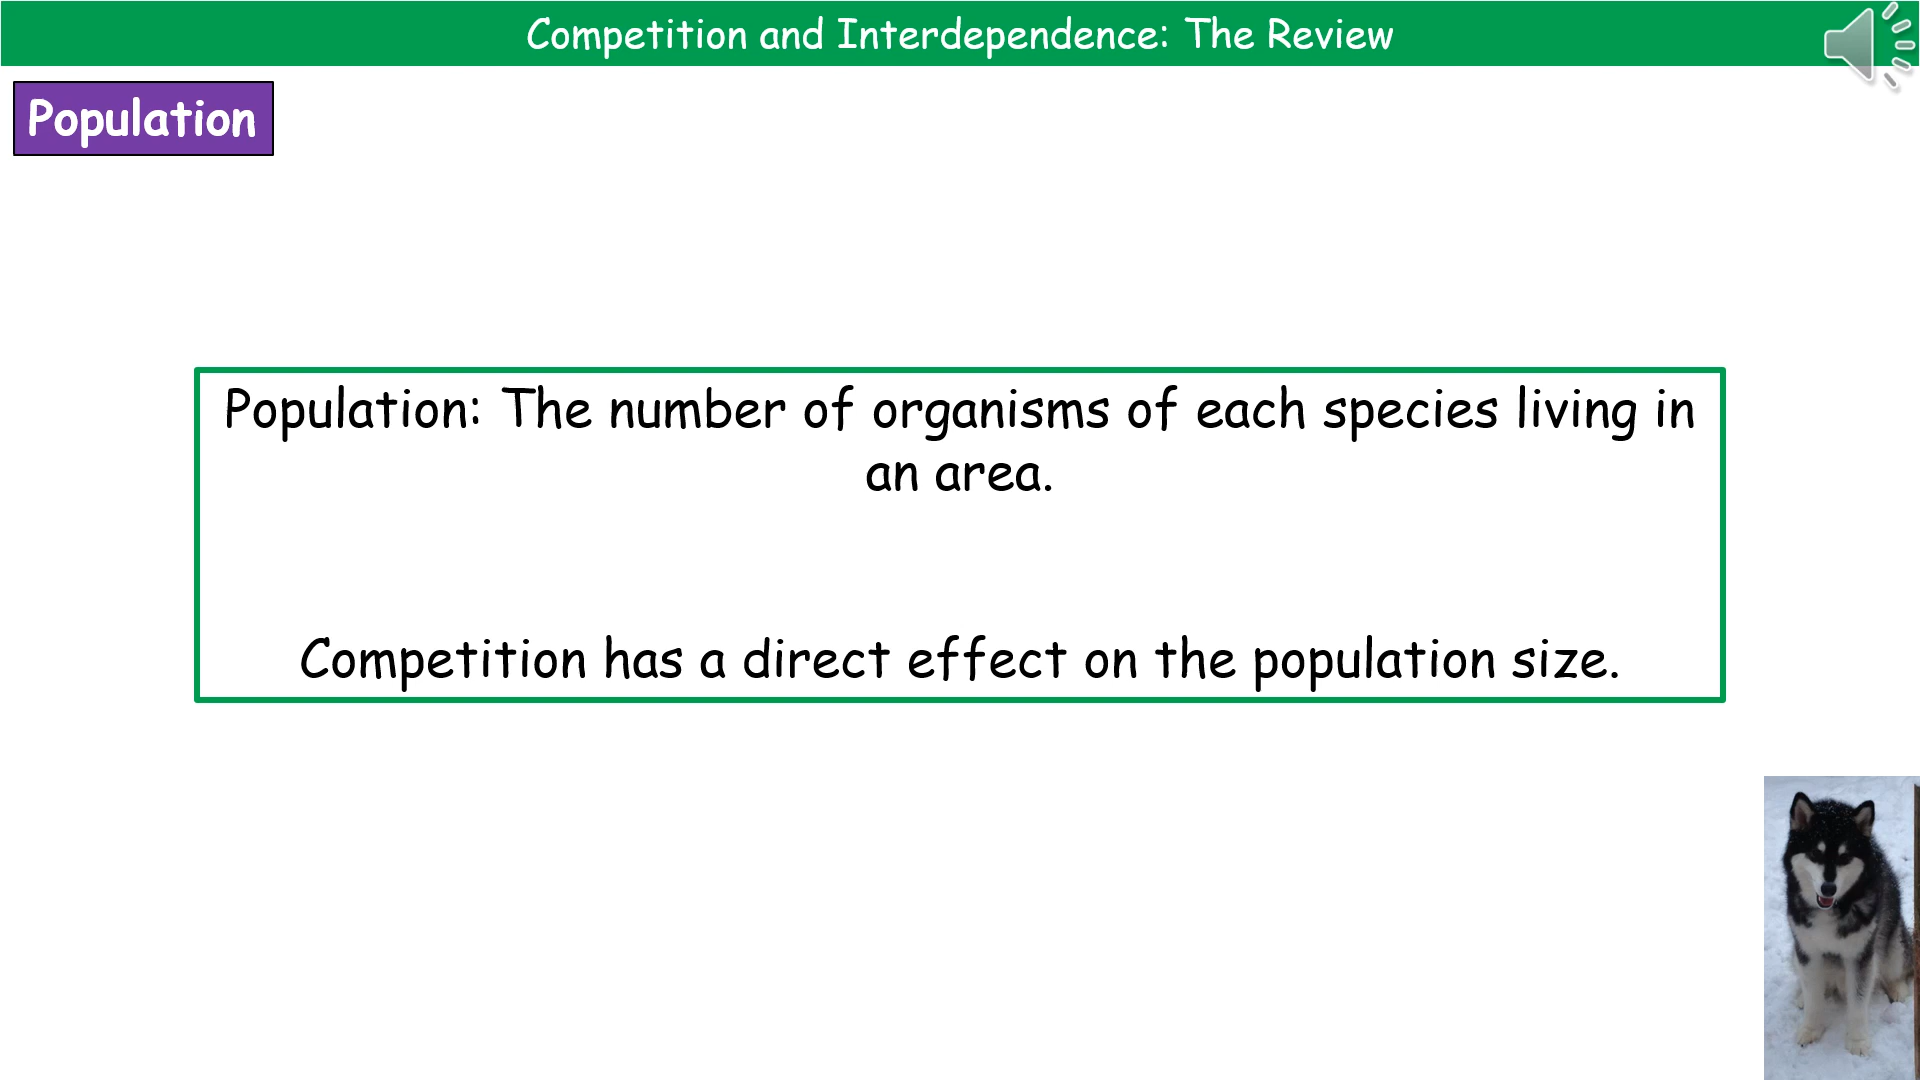 Competition and Interdependence: The Review
Population
Population: The number of organisms of each species living in
an area.
Competition has a direct effect on the population size.